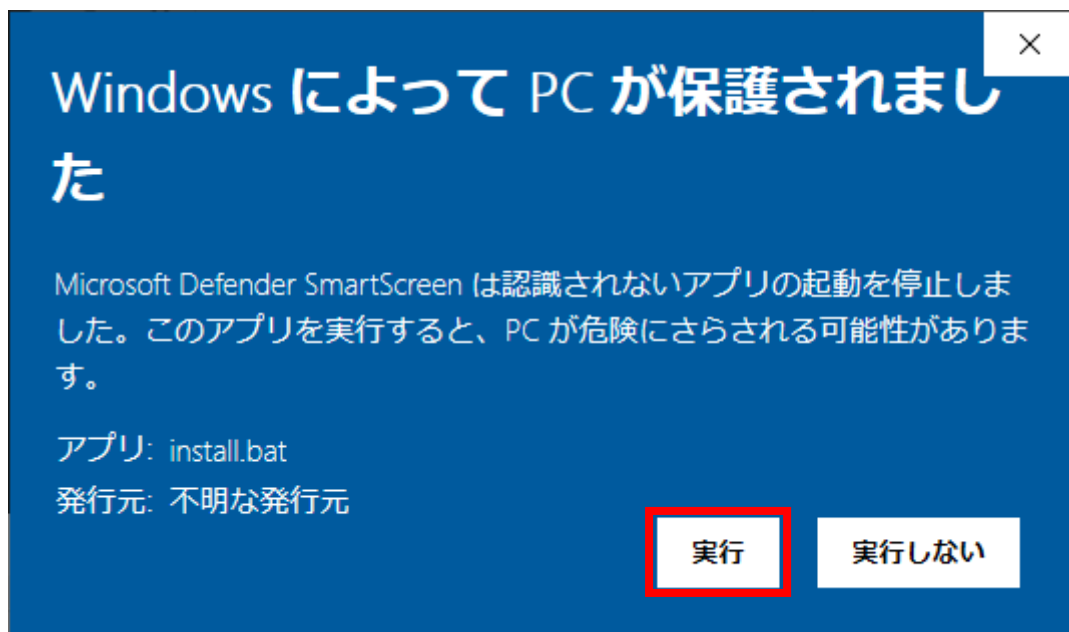 Windows によって PC が保護されまし
た
Microsoft Defender SmartScreen は認識されないアプリの起動を停止しま
した。このアプリを実行すると、PC が危険にさらされる可能性がありま
す。
アプリ: install.bat
発行元: 不明な発行元
実行 実行しない